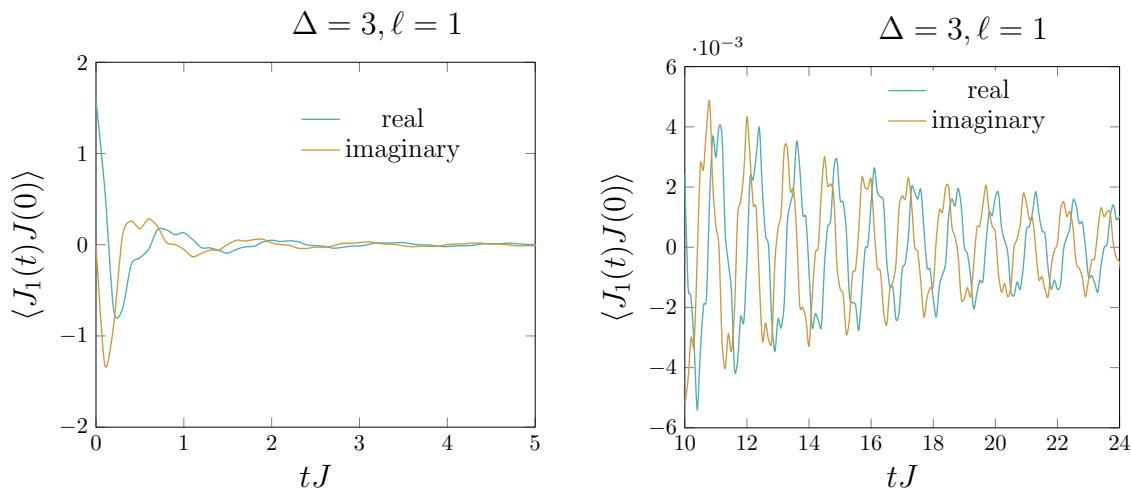 Δ = 3, ℓ = 1
2
1
0
−1
−2
0
1
2
3
4
5
⟨J₁(t)J(0)⟩
tJ
real
imaginary
Δ = 3, ℓ = 1
·10⁻³
6
4
2
0
−2
−4
−6
10
12
14
16
18
20
22
24
⟨J₁(t)J(0)⟩
tJ
real
imaginary